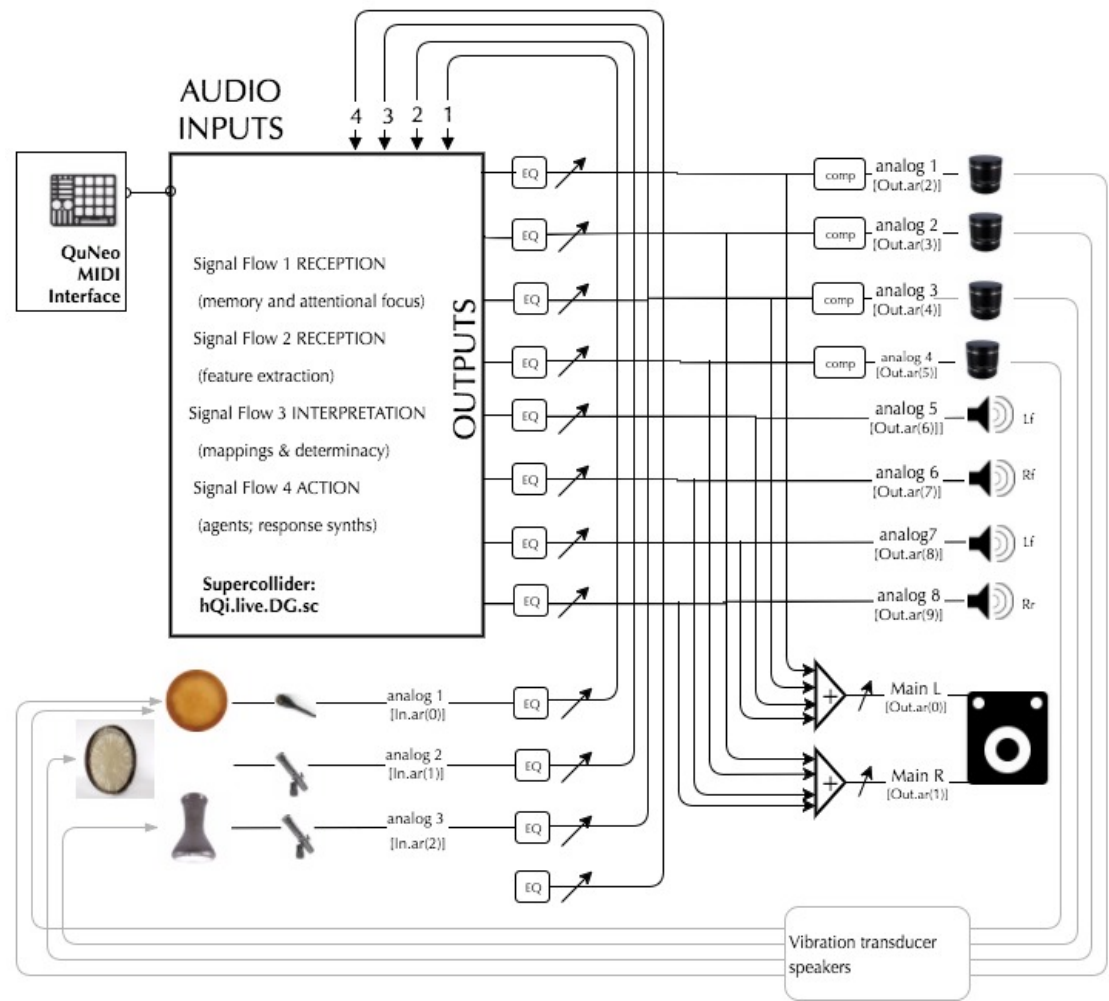 AUDIO
INPUTS
4
3
2
1
QuNeo
MIDI
Interface
Signal Flow 1 RECEPTION
(memory and attentional focus)
Signal Flow 2 RECEPTION
(feature extraction)
Signal Flow 3 INTERPRETATION
(mappings & determinacy)
Signal Flow 4 ACTION
(agents; response synths)
Supercollider:
hQi.live.DG.sc
OUTPUTS
EQ
comp
analog 1
[Out.ar(2)]
EQ
comp
analog 2
[Out.ar(3)]
EQ
comp
analog 3
[Out.ar(4)]
EQ
comp
analog 4
[Out.ar(5)]
EQ
analog 5
[Out.ar(6)]]
Lf
EQ
analog 6
[Out.ar(7)]
Rf
EQ
analog7
[Out.ar(8)]
Lf
EQ
analog 8
[Out.ar(9)]
Rr
analog 1
[In.ar(0)]
EQ
+
Main L
[Out.ar(0)]
analog 2
[In.ar(1)]
EQ
+
Main R
[Out.ar(1)]
analog 3
[In.ar(2)]
EQ
EQ
Vibration transducer
speakers